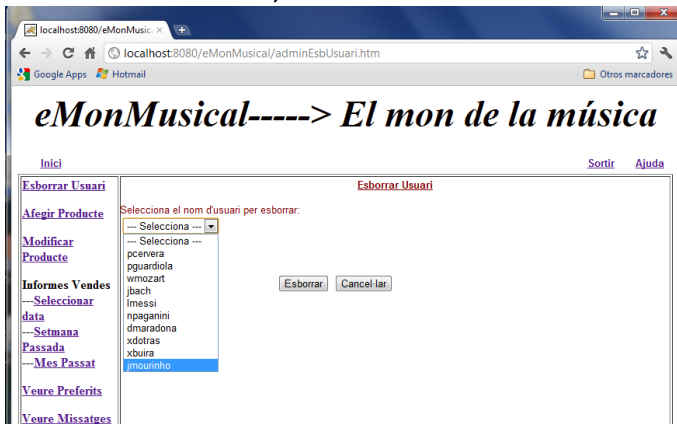 localhost:8080/eMonMusic
localhost:8080/eMonMusical/adminEsbUsuari.htm
Google Apps Hotmail Otros marcadores
eMonMusical-----> El mon de la música
Inici Sortir Ajuda
Esborrar Usuari
Afegir Producte
Modificar
Producte
Informes Vendes
---Seleccionar
data
---Setmana
Passada
---Mes Passat
Veure Preferits
Veure Missatges
Esborrar Usuari
Selecciona el nom d'usuari per esborrar:
--- Selecciona ---
--- Selecciona ---
pcervera
pguardiola
wmozart
jbach
lmessi
npaganini
dmaradona
xdotras
xbuira
jmourinho
Esborrar Cancel·lar